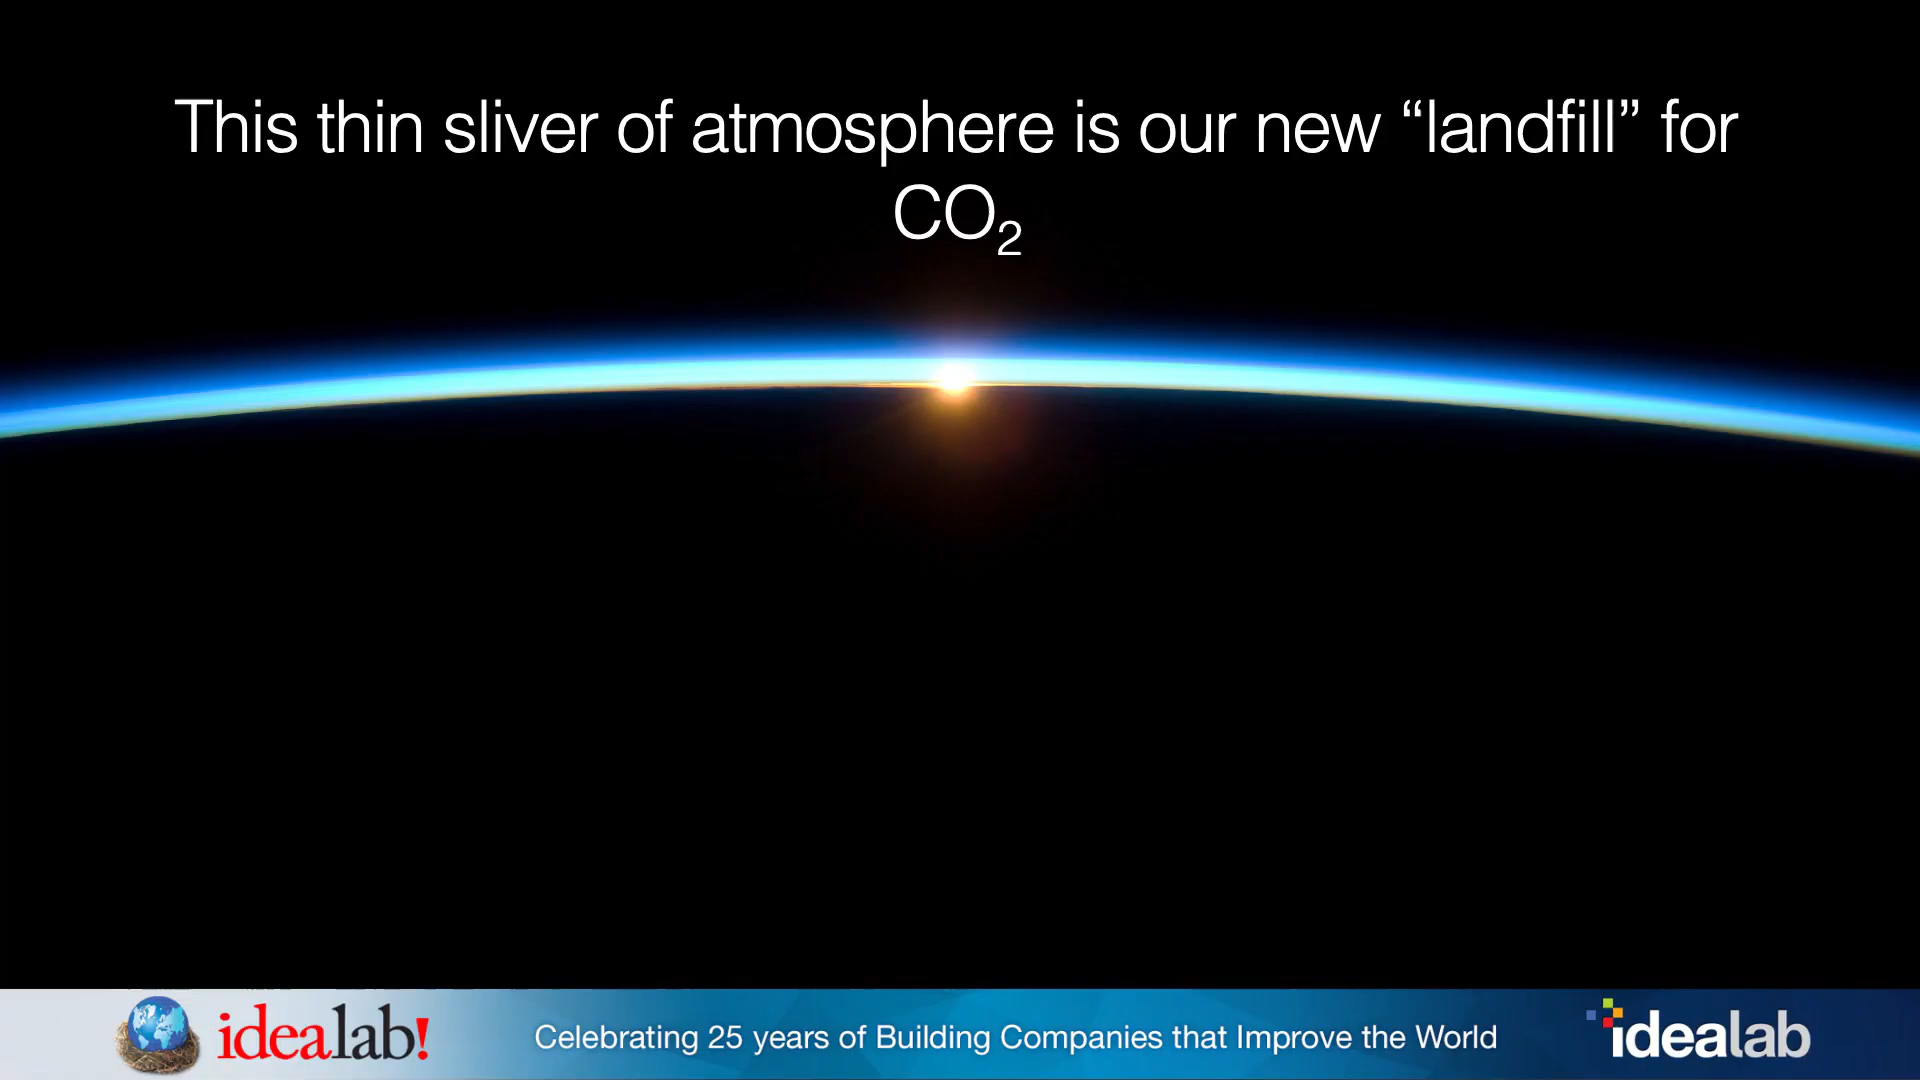 This thin sliver of atmosphere is our new “landfill” for
CO₂
idealab!
Celebrating 25 years of Building Companies that Improve the World
idealab